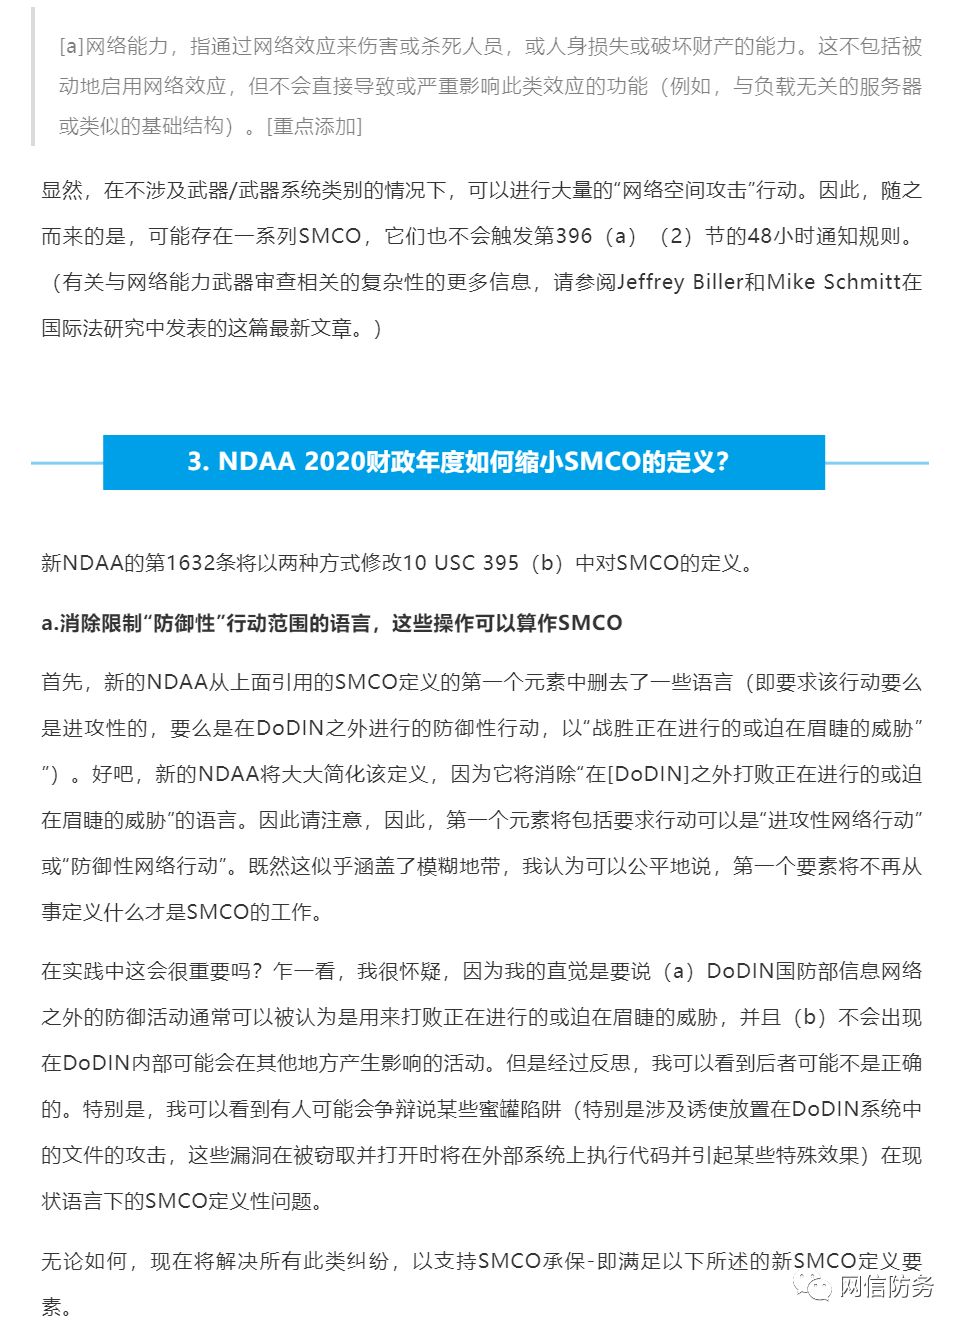 [a]网络能力，指通过网络效应来伤害或杀死人员，或人身损失或破坏财产的能力。这不包括被
动地启用网络效应，但不会直接导致或严重影响此类效应的功能（例如，与负载无关的服务器
或类似的基础结构）。[重点添加]
显然，在不涉及武器/武器系统类别的情况下，可以进行大量的“网络空间攻击”行动。因此，随之
而来的是，可能存在一系列SMCO，它们也不会触发第396（a）（2）节的48小时通知规则。
（有关与网络能力武器审查相关的复杂性的更多信息，请参阅Jeffrey Biller和Mike Schmitt在
国际法研究中发表的这篇最新文章。）
3. NDAA 2020财政年度如何缩小SMCO的定义？
新NDAA的第1632条将以两种方式修改10 USC 395（b）中对SMCO的定义。
a.消除限制“防御性”行动范围的语言，这些操作可以算作SMCO
首先，新的NDAA从上面引用的SMCO定义的第一个元素中删去了一些语言（即要求该行动要么
是进攻性的，要么是在DoDIN之外进行的防御性行动，以“战胜正在进行的或迫在眉睫的威胁”
”）。好吧，新的NDAA将大大简化该定义，因为它将消除“在[DoDIN]之外打败正在进行的或迫
在眉睫的威胁”的语言。因此请注意，因此，第一个元素将包括要求行动可以是“进攻性网络行动”
或“防御性网络行动”。既然这似乎涵盖了模糊地带，我认为可以公平地说，第一个要素将不再从
事定义什么才是SMCO的工作。
在实践中这会很重要吗？乍一看，我很怀疑，因为我的直觉是要说（a）DoDIN国防部信息网络
之外的防御活动通常可以被认为是用来打败正在进行的或迫在眉睫的威胁，并且（b）不会出现
在DoDIN内部可能会在其他地方产生影响的活动。但是经过反思，我可以看到后者可能不是正确
的。特别是，我可以看到有人可能会争辩说某些蜜罐陷阱（特别是涉及诱使放置在DoDIN系统中
的文件的攻击，这些漏洞在被窃取并打开时将在外部系统上执行代码并引起某些特殊效果）在现
状语言下的SMCO定义性问题。
无论如何，现在将解决所有此类纠纷，以支持SMCO承保-即满足以下所述的新SMCO定义要
素。
网信防务